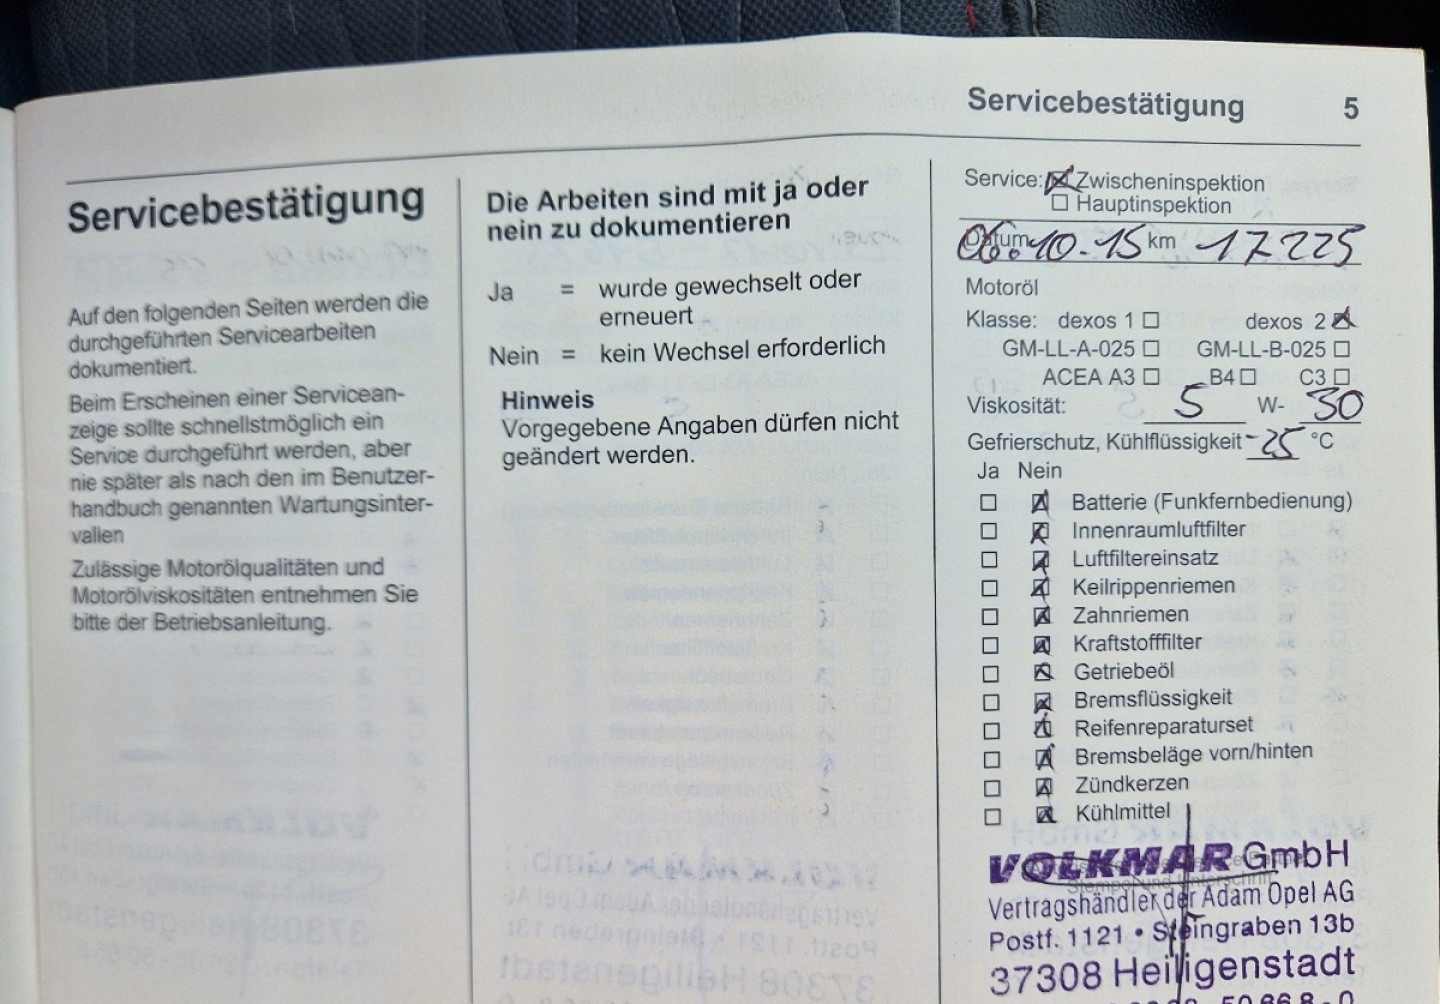 Servicebestätigung 5
Servicebestätigung
Auf den folgenden Seiten werden die
durchgeführten Servicearbeiten
dokumentiert.
Beim Erscheinen einer Servicean-
zeige sollte schnellstmöglich ein
Service durchgeführt werden, aber
nie später als nach den im Benutzer-
handbuch genannten Wartungsinter-
vallen
Zulässige Motorölqualitäten und
Motorölviskositäten entnehmen Sie
bitte der Betriebsanleitung.
Die Arbeiten sind mit ja oder
nein zu dokumentieren
Ja = wurde gewechselt oder
erneuert
Nein = kein Wechsel erforderlich
Hinweis
Vorgegebene Angaben dürfen nicht
geändert werden.
Service: ☒ Zwischeninspektion
☐ Hauptinspektion
Datum 06.10.15 km 17225
Motoröl
Klasse: dexos 1 ☐ dexos 2 ☒
GM-LL-A-025 ☐ GM-LL-B-025 ☐
ACEA A3 ☐ B4 ☐ C3 ☐
Viskosität: 5 W- 30
Gefrierschutz, Kühlflüssigkeit -25 °C
Ja Nein
☐ ☒ Batterie (Funkfernbedienung)
☐ ☒ Innenraumluftfilter
☐ ☒ Luftfiltereinsatz
☐ ☒ Keilrippenriemen
☐ ☒ Zahnriemen
☐ ☒ Kraftstofffilter
☐ ☒ Getriebeöl
☐ ☒ Bremsflüssigkeit
☐ ☒ Reifenreparaturset
☐ ☒ Bremsbeläge vorn/hinten
☐ ☒ Zündkerzen
☐ ☒ Kühlmittel
VOLKMAR GmbH
Stempel und Unterschrift
Vertragshändler der Adam Opel AG
Postf. 1121 • Steingraben 13b
37308 Heiligenstadt